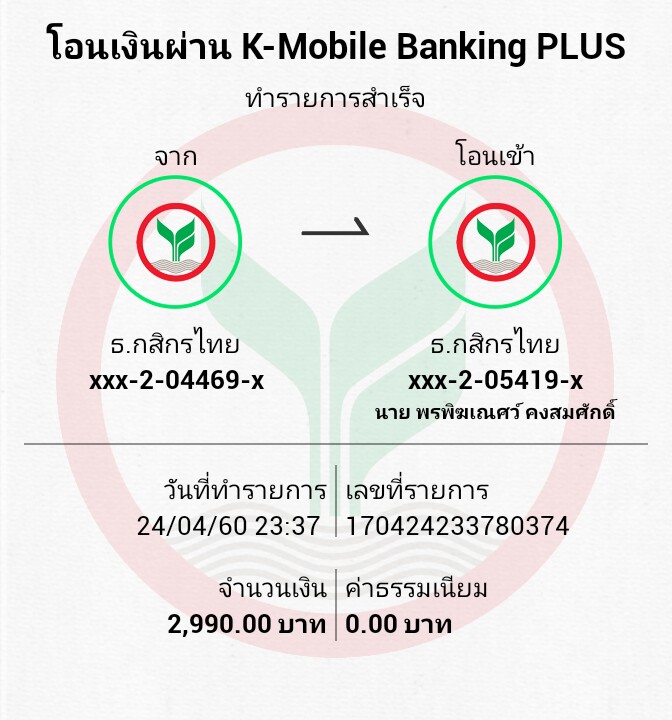 โอนเงินผ่าน K-Mobile Banking PLUS
ทำรายการสำเร็จ
จาก
โอนเข้า
ธ.กสิกรไทย
ธ.กสิกรไทย
xxx-2-04469-x
xxx-2-05419-x
นาย พรพิฆเณศว์ คงสมศักดิ์
วันที่ทำรายการ
เลขที่รายการ
24/04/60 23:37
170424233780374
จำนวนเงิน
ค่าธรรมเนียม
2,990.00 บาท
0.00 บาท